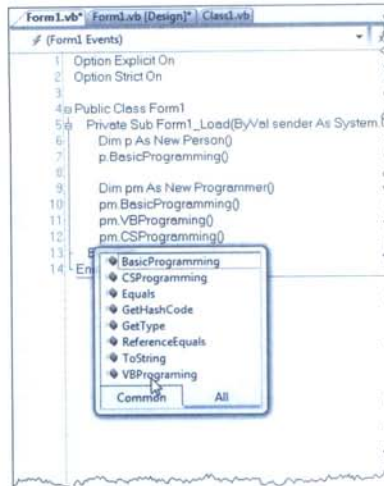 Form1.vb* Form1.vb [Design]* Class1.vb
(Form1 Events)
1 Option Explicit On
2 Option Strict On
3
4 Public Class Form1
5 Private Sub Form1_Load(ByVal sender As System.
6 Dim p As New Person()
7 p.BasicProgramming()
8
9 Dim pm As New Programmer()
10 pm.BasicProgramming()
11 pm.VBPrograming()
12 pm.CSProgramming()
13 E
14 En
BasicProgramming
CSProgramming
Equals
GetHashCode
GetType
ReferenceEquals
ToString
VBPrograming
Common All